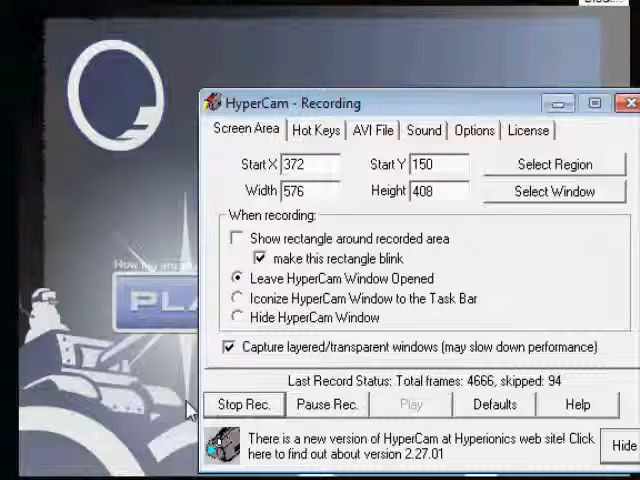 HyperCam - Recording
Screen Area Hot Keys AVI File Sound Options License
Start X 372 Start Y 150 Select Region
Width 576 Height 408 Select Window
When recording:
Show rectangle around recorded area
make this rectangle blink
Leave HyperCam Window Opened
Iconize HyperCam Window to the Task Bar
Hide HyperCam Window
Capture layered/transparent windows (may slow down performance)
Last Record Status: Total frames: 4666, skipped: 94
Stop Rec. Pause Rec. Play Defaults Help
There is a new version of HyperCam at Hyperionics web site! Click
here to find out about version 2.27.01
Hide
PLA